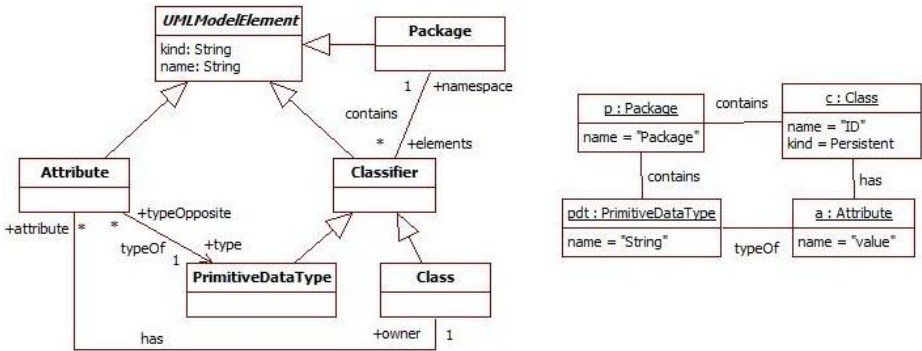 UMLModelElement
kind: String
name: String
Package
1 +namespace
contains
* +elements
Attribute
Classifier
+attribute * * +typeOpposite
typeOf 1 +type
PrimitiveDataType
Class
has
+owner 1
p : Package
name = "Package"
contains
c : Class
name = "ID"
kind = Persistent
contains
has
pdt : PrimitiveDataType
name = "String"
typeOf
a : Attribute
name = "value"